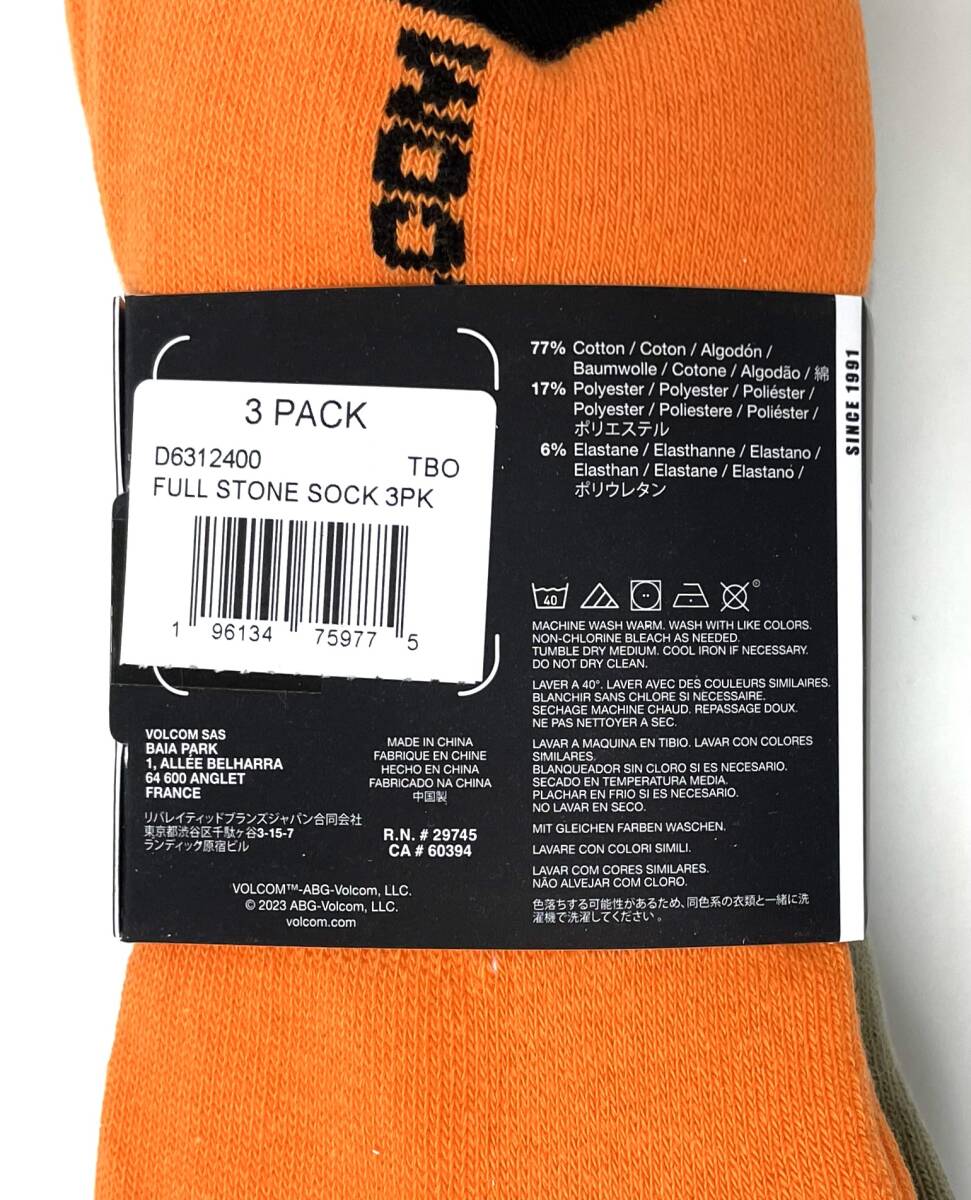 COM
3 PACK
D6312400 TBO
FULL STONE SOCK 3PK
1 96134 75977 5
77% Cotton / Coton / Algodón /
Baumwolle / Cotone / Algodão / 綿
17% Polyester / Polyester / Poliéster /
Polyester / Poliestere / Poliéster /
ポリエステル
6% Elastane / Elasthanne / Elastano /
Elasthan / Elastane / Elastano /
ポリウレタン
SINCE 1991
40
MACHINE WASH WARM. WASH WITH LIKE COLORS.
NON-CHLORINE BLEACH AS NEEDED.
TUMBLE DRY MEDIUM. COOL IRON IF NECESSARY.
DO NOT DRY CLEAN.
LAVER A 40°. LAVER AVEC DES COULEURS SIMILAIRES.
BLANCHIR SANS CHLORE SI NÉCESSAIRE.
SECHAGE MACHINE CHAUD. REPASSAGE DOUX.
NE PAS NETTOYER A SEC.
LAVAR A MAQUINA EN TIBIO. LAVAR CON COLORES
SIMILARES.
BLANQUEADOR SIN CLORO SI ES NECESARIO.
SECADO EN TEMPERATURA MEDIA.
PLACHAR EN FRIO SI ES NECESARIO.
NO LAVAR EN SECO.
MIT GLEICHEN FARBEN WASCHEN.
LAVARE CON COLORI SIMILI.
LAVAR COM CORES SIMILARES.
NÃO ALVEJAR COM CLORO.
色落ちする可能性があるため、同色系の衣類と一緒に洗
濯機で洗濯してください。
VOLCOM SAS
BAIA PARK
1, ALLÉE BELHARRA
64 600 ANGLET
FRANCE
リバレイティッドブランズジャパン合同会社
東京都渋谷区千駄ヶ谷3-15-7
ランディック原宿ビル
MADE IN CHINA
FABRIQUE EN CHINE
HECHO EN CHINA
FABRICADO NA CHINA
中国製
R.N. # 29745
CA # 60394
VOLCOM™-ABG-Volcom, LLC.
© 2023 ABG-Volcom, LLC.
volcom.com